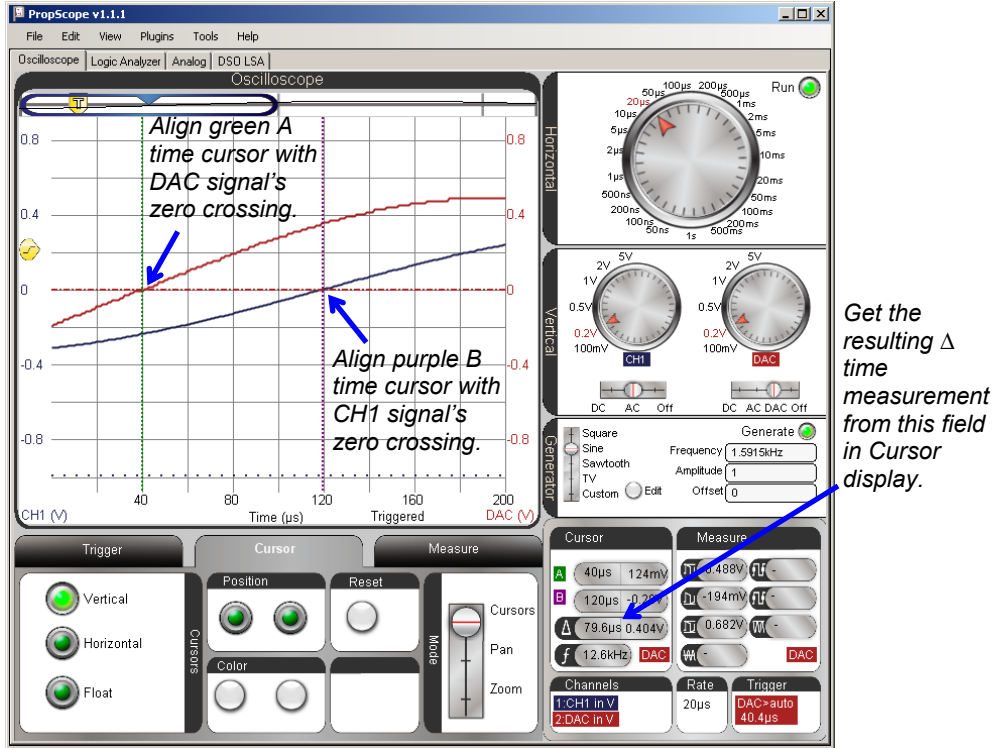 PropScope v1.1.1
File Edit View Plugins Tools Help
Oscilloscope Logic Analyzer Analog DSO LSA
Oscilloscope
T
0.8
0.4
0
-0.4
-0.8
0.8
0.4
0
-0.4
-0.8
Align green A
time cursor with
DAC signal's
zero crossing.
Align purple B
time cursor with
CH1 signal's
zero crossing.
40 80 120 160 200
CH1 (V) Time (µs) Triggered DAC (V)
Horizontal
Run
1µs
2µs
5µs
10µs
20µs
50µs
100µs
200µs
500µs
1ms
2ms
5ms
10ms
20ms
50ms
100ms
500ms
1s
50ns
100ns
200ns
500ns
Vertical
5V
2V
1V
0.5V
0.2V
100mV
CH1
DC AC Off
5V
2V
1V
0.5V
0.2V
100mV
DAC
DC AC DAC Off
Generator
Square
Sine
Sawtooth
TV
Custom Edit
Generate
Frequency 1.5915kHz
Amplitude 1
Offset 0
Get the
resulting Δ
time
measurement
from this field
in Cursor
display.
Trigger Cursor Measure
Vertical
Horizontal
Float
Cursors
Position
Reset
Color
Mode
Cursors
Pan
Zoom
Cursor
A 40µs 124mV
B 120µs
Δ 79.6µs 0.404V
f 12.6kHz DAC
Measure
0.488V -
-194mV -
0.682V -
- DAC
Channels
1:CH1 in V
2:DAC in V
Rate
20µs
Trigger
DAC>auto
40.4µs